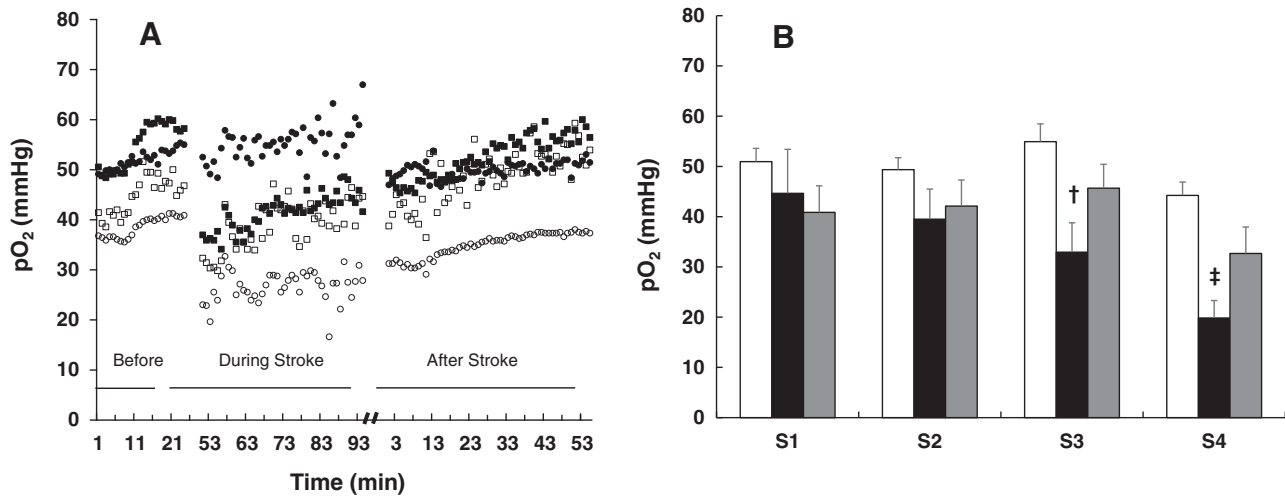 A
pO2 (mmHg)
80
70
60
50
40
30
20
10
0
Before
During Stroke
After Stroke
1 11 21 53 63 73 83 93 3 13 23 33 43 53
Time (min)
B
pO2 (mmHg)
80
70
60
50
40
30
20
10
0
†
‡
S1 S2 S3 S4